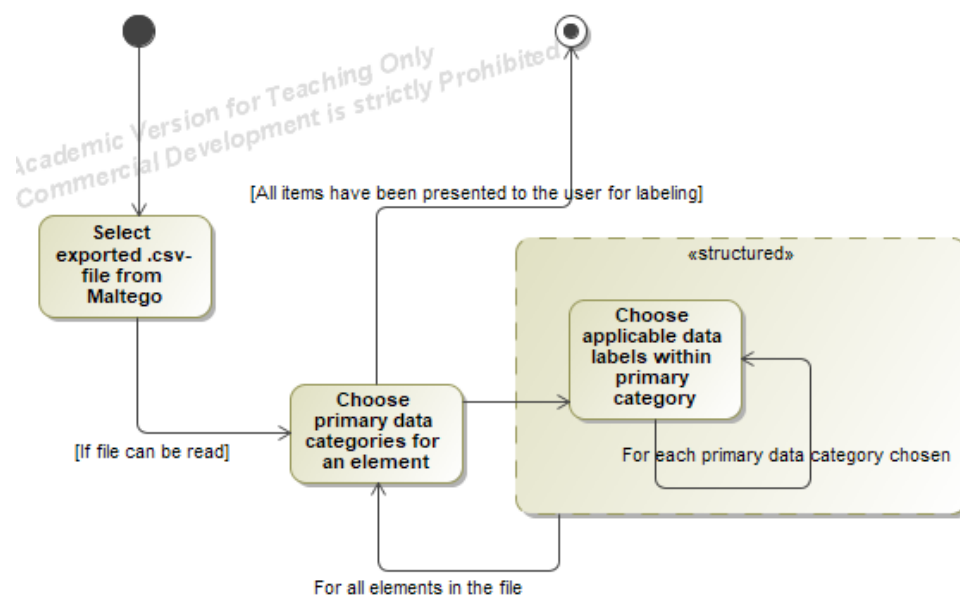 Academic Version for Teaching Only
Commercial Development is strictly Prohibited
[All items have been presented to the user for labeling]
Select
exported .csv-
file from
Maltego
«structured»
Choose
applicable data
labels within
primary
category
Choose
primary data
categories for
an element
[If file can be read]
For each primary data category chosen
For all elements in the file